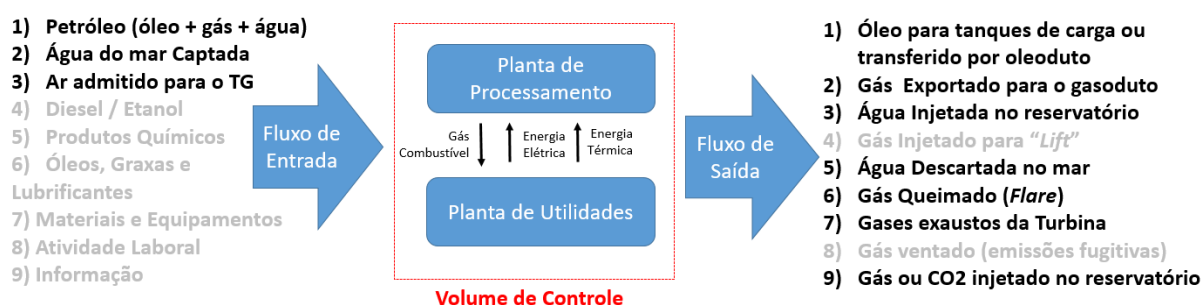 1) Petróleo (óleo + gás + água)
2) Água do mar Captada
3) Ar admitido para o TG
4) Diesel / Etanol
5) Produtos Químicos
6) Óleos, Graxas e
Lubrificantes
7) Materiais e Equipamentos
8) Atividade Laboral
9) Informação
Fluxo de
Entrada
Planta de
Processamento
Gás
Combustível
Energia
Elétrica
Energia
Térmica
Planta de Utilidades
Volume de Controle
Fluxo de
Saída
1) Óleo para tanques de carga ou
transferido por oleoduto
2) Gás Exportado para o gasoduto
3) Água Injetada no reservatório
4) Gás Injetado para “Lift”
5) Água Descartada no mar
6) Gás Queimado (Flare)
7) Gases exaustos da Turbina
8) Gás ventado (emissões fugitivas)
9) Gás ou CO2 injetado no reservatório